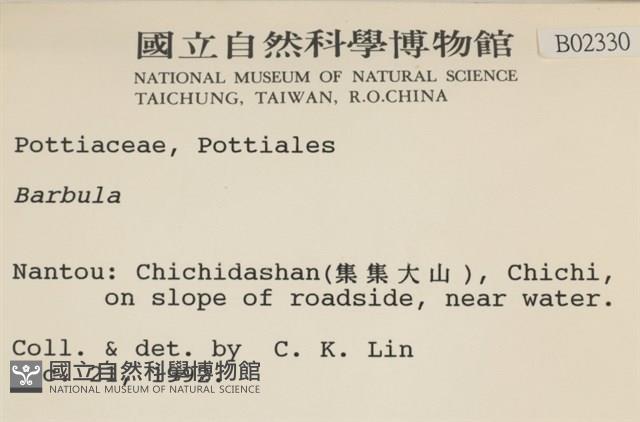 國立自然科學博物館
B02330
NATIONAL MUSEUM OF NATURAL SCIENCE
TAICHUNG, TAIWAN, R.O.CHINA
Pottiaceae, Pottiales
Barbula
Nantou: Chichidashan(集集大山), Chichi,
on slope of roadside, near water.
Coll. & det. by C. K. Lin
國立自然科學博物館
NATIONAL MUSEUM OF NATURAL SCIENCE